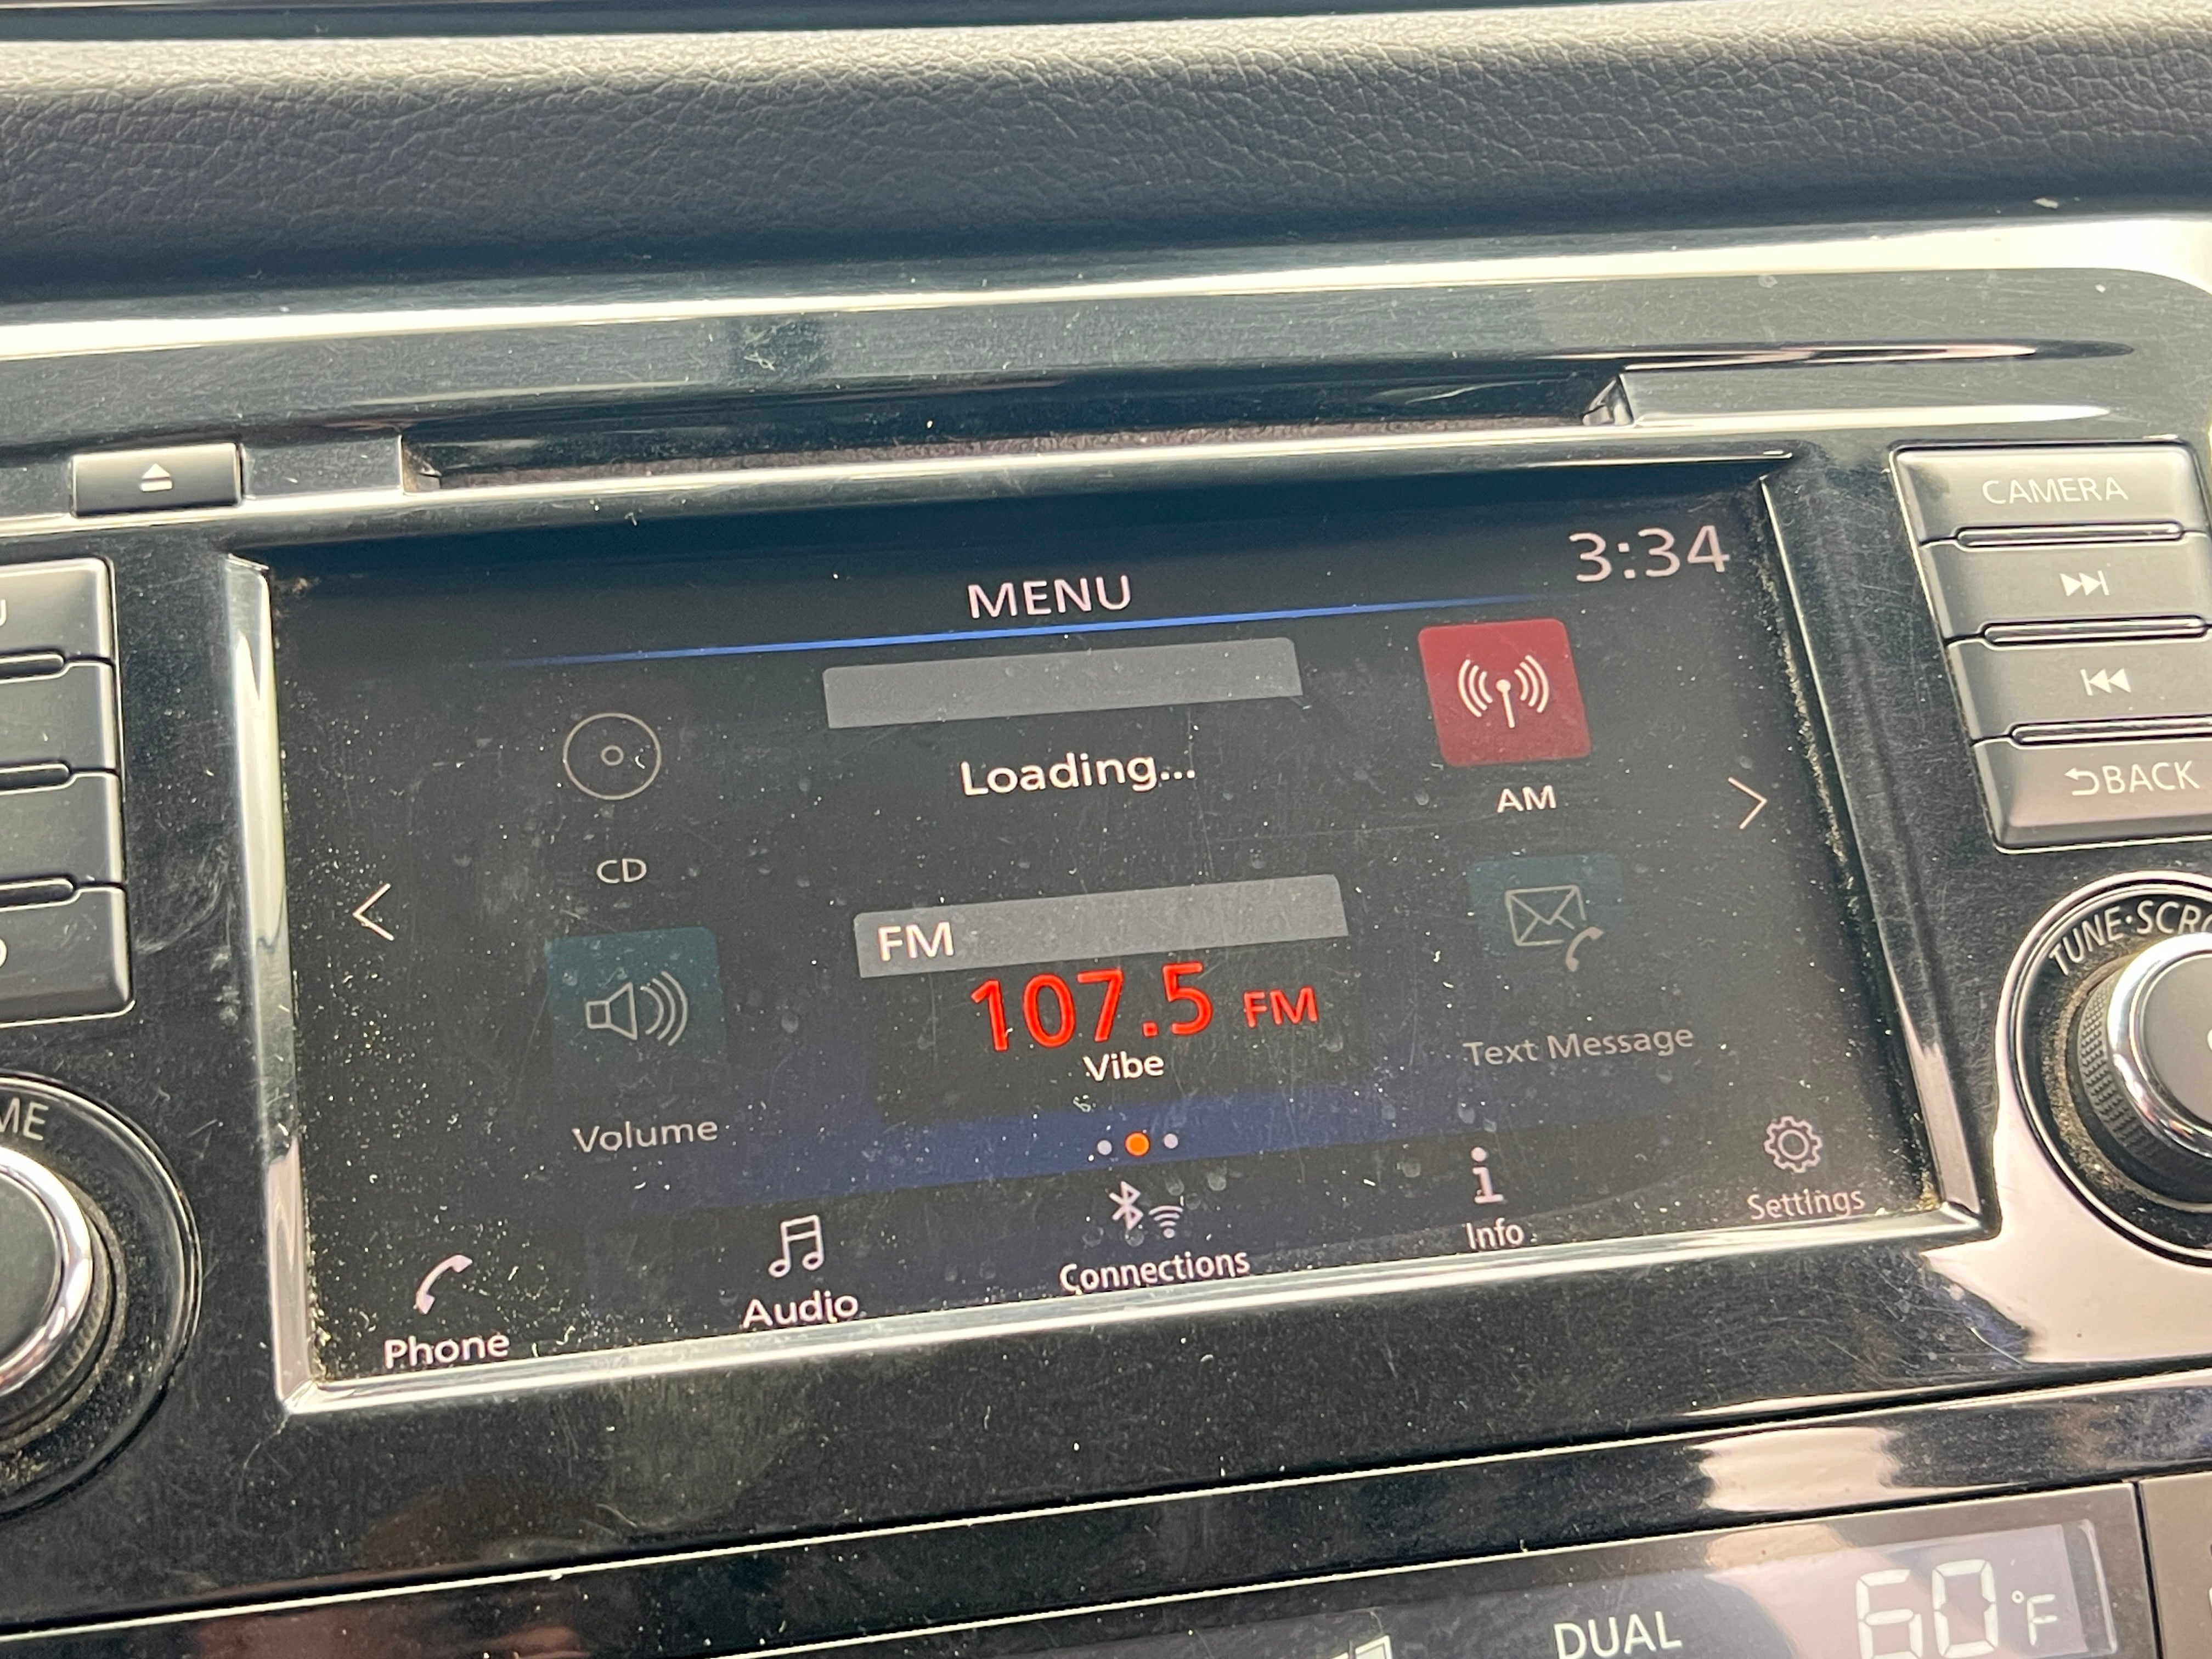 CAMERA
3:34
MENU
Loading...
AM
BACK
CD
FM
107.5 FM
Vibe
TUNE·SCR
Text Message
Volume
Settings
Info
Connections
Audio
Phone
DUAL
60°F